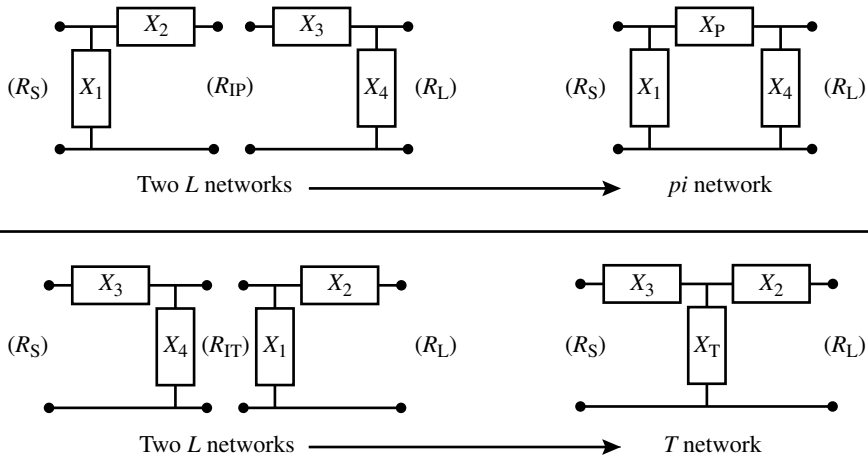 X2 X3 XP
(RS) X1 (RIP) X4 (RL) (RS) X1 X4 (RL)
Two L networks pi network
X3 X2 X3 X2
(RS) X4 (RIT) X1 (RL) (RS) XT (RL)
Two L networks T network